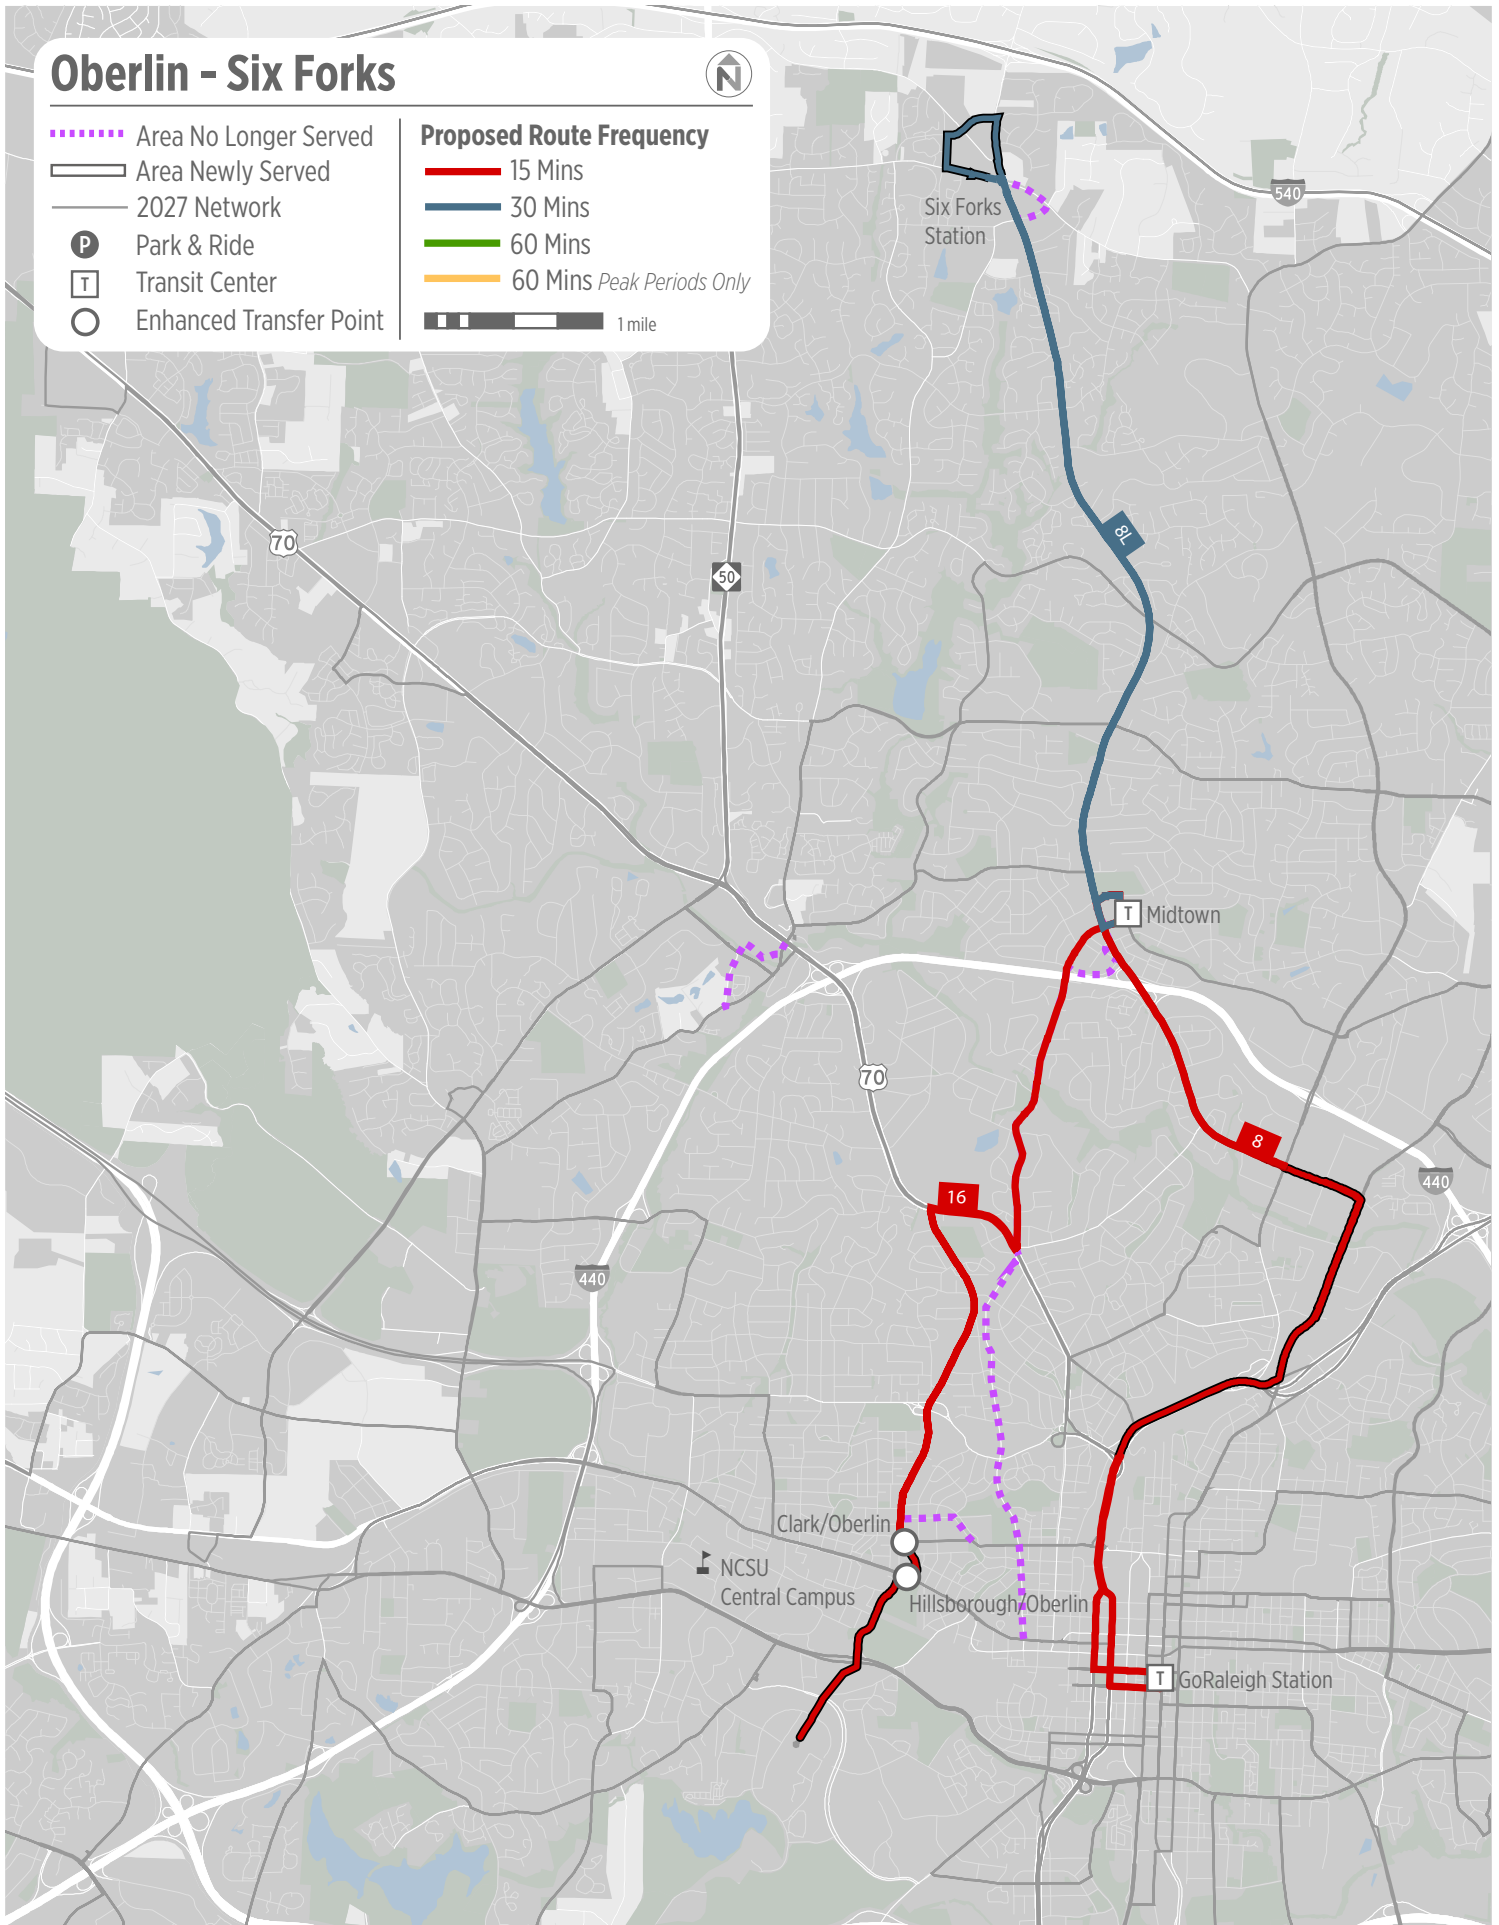 Oberlin - Six Forks
N
Area No Longer Served
Area Newly Served
2027 Network
P Park & Ride
T Transit Center
Enhanced Transfer Point
Proposed Route Frequency
15 Mins
30 Mins
60 Mins
60 Mins Peak Periods Only
1 mile
540
Six Forks
Station
8L
70
50
T Midtown
70
8
440
16
440
Clark/Oberlin
NCSU
Central Campus
Hillsborough/Oberlin
T GoRaleigh Station